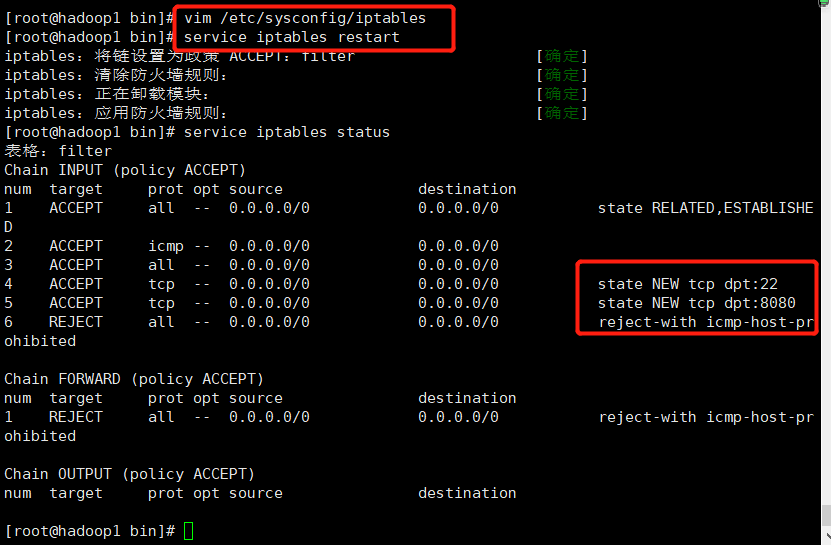 [root@hadoop1 bin]# vim /etc/sysconfig/iptables
[root@hadoop1 bin]# service iptables restart
iptables：将链设置为政策 ACCEPT：filter                    [确定]
iptables：清除防火墙规则：                                 [确定]
iptables：正在卸载模块：                                   [确定]
iptables：应用防火墙规则：                                 [确定]
[root@hadoop1 bin]# service iptables status
表格：filter
Chain INPUT (policy ACCEPT)
num  target     prot opt source               destination
1    ACCEPT     all  --  0.0.0.0/0            0.0.0.0/0           state RELATED,ESTABLISHE
D
2    ACCEPT     icmp --  0.0.0.0/0            0.0.0.0/0
3    ACCEPT     all  --  0.0.0.0/0            0.0.0.0/0
4    ACCEPT     tcp  --  0.0.0.0/0            0.0.0.0/0           state NEW tcp dpt:22
5    ACCEPT     tcp  --  0.0.0.0/0            0.0.0.0/0           state NEW tcp dpt:8080
6    REJECT     all  --  0.0.0.0/0            0.0.0.0/0           reject-with icmp-host-pr
ohibited
Chain FORWARD (policy ACCEPT)
num  target     prot opt source               destination
1    REJECT     all  --  0.0.0.0/0            0.0.0.0/0           reject-with icmp-host-pr
ohibited
Chain OUTPUT (policy ACCEPT)
num  target     prot opt source               destination
[root@hadoop1 bin]#